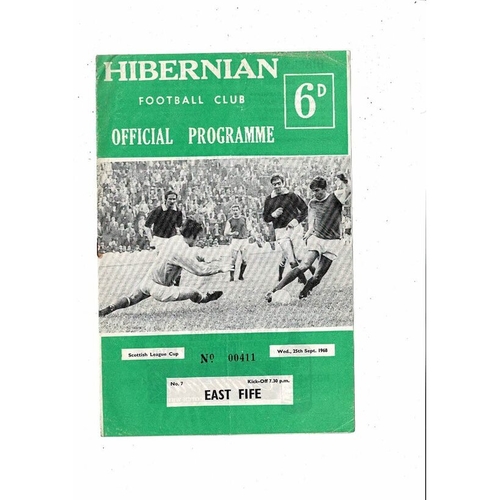 HIBERNIAN
FOOTBALL CLUB
OFFICIAL PROGRAMME
6D
Scottish League Cup
No 00411
Wed., 25th Sept. 1968
No. 7
Kick-Off 7.30 p.m.
EAST FIFE